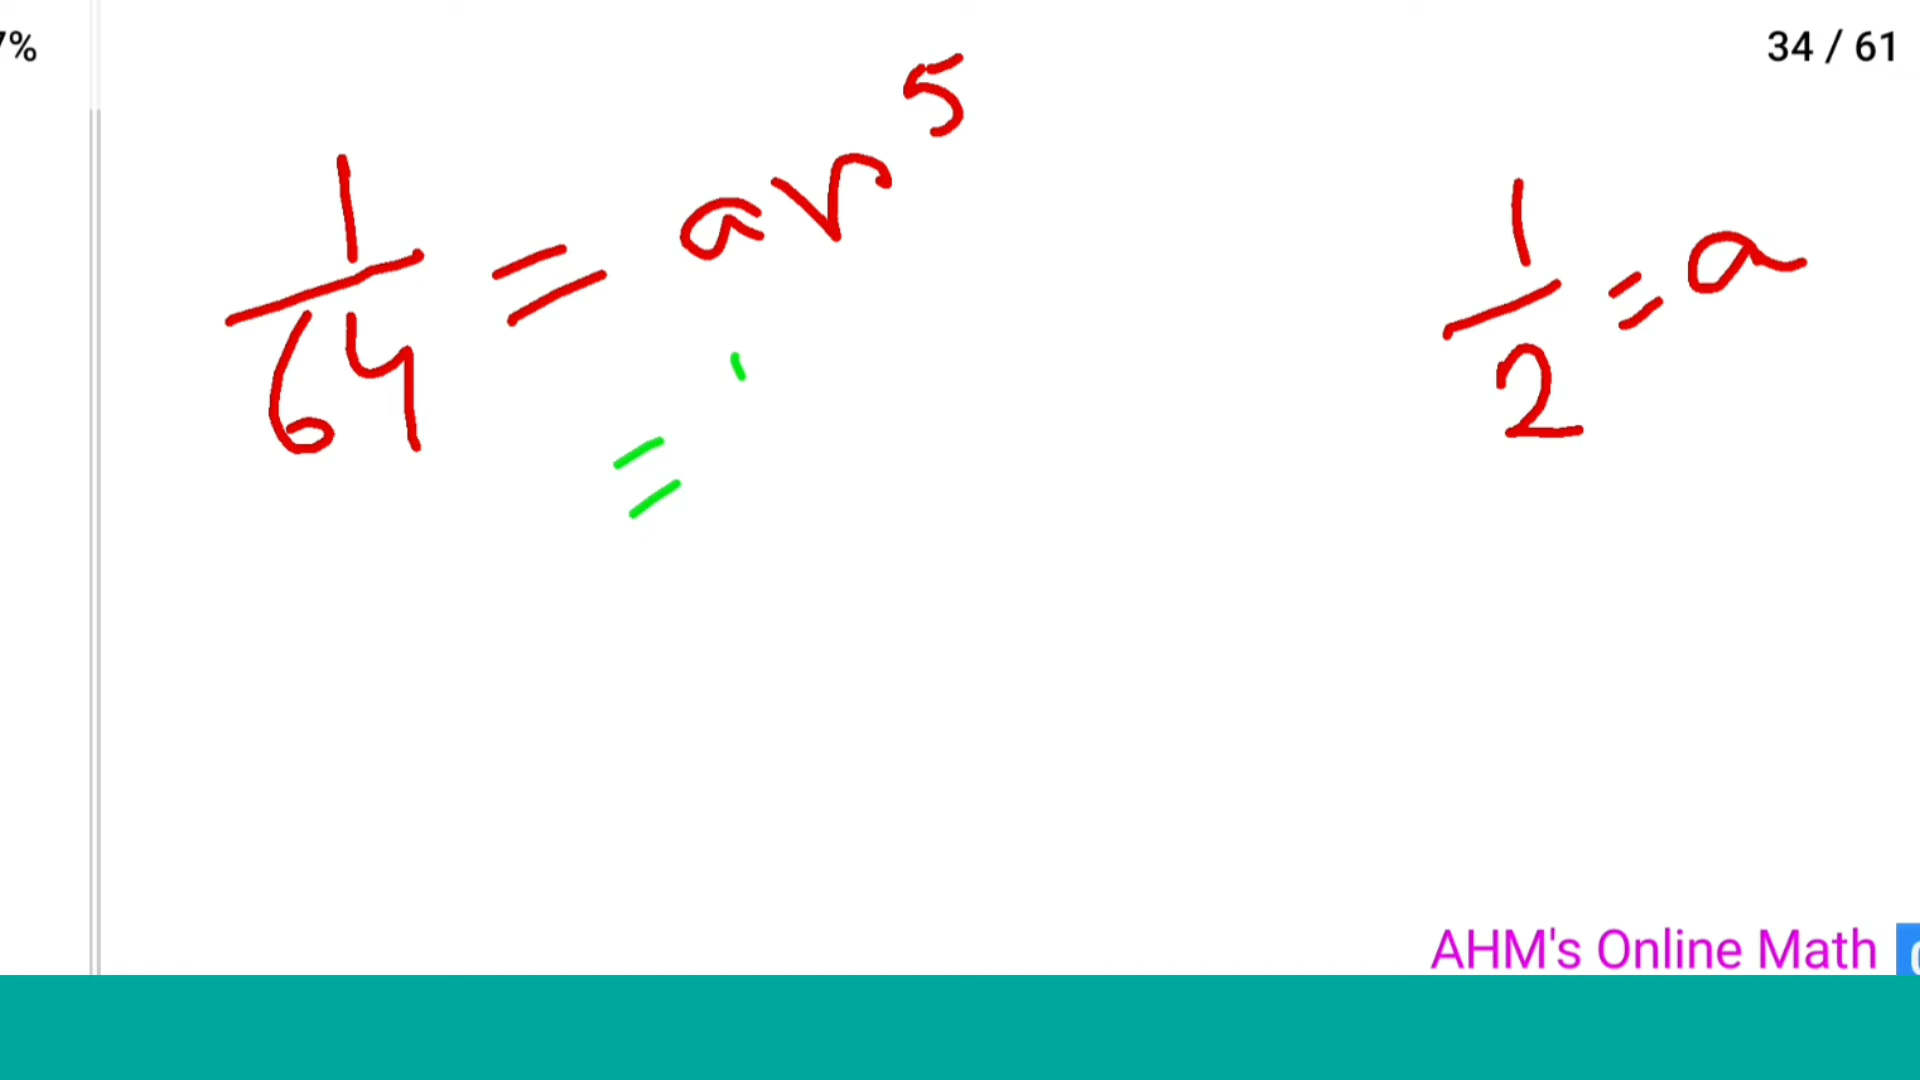 7%
34 / 61
1/64 = ar^5
1/2 = a
=
AHM's Online Math